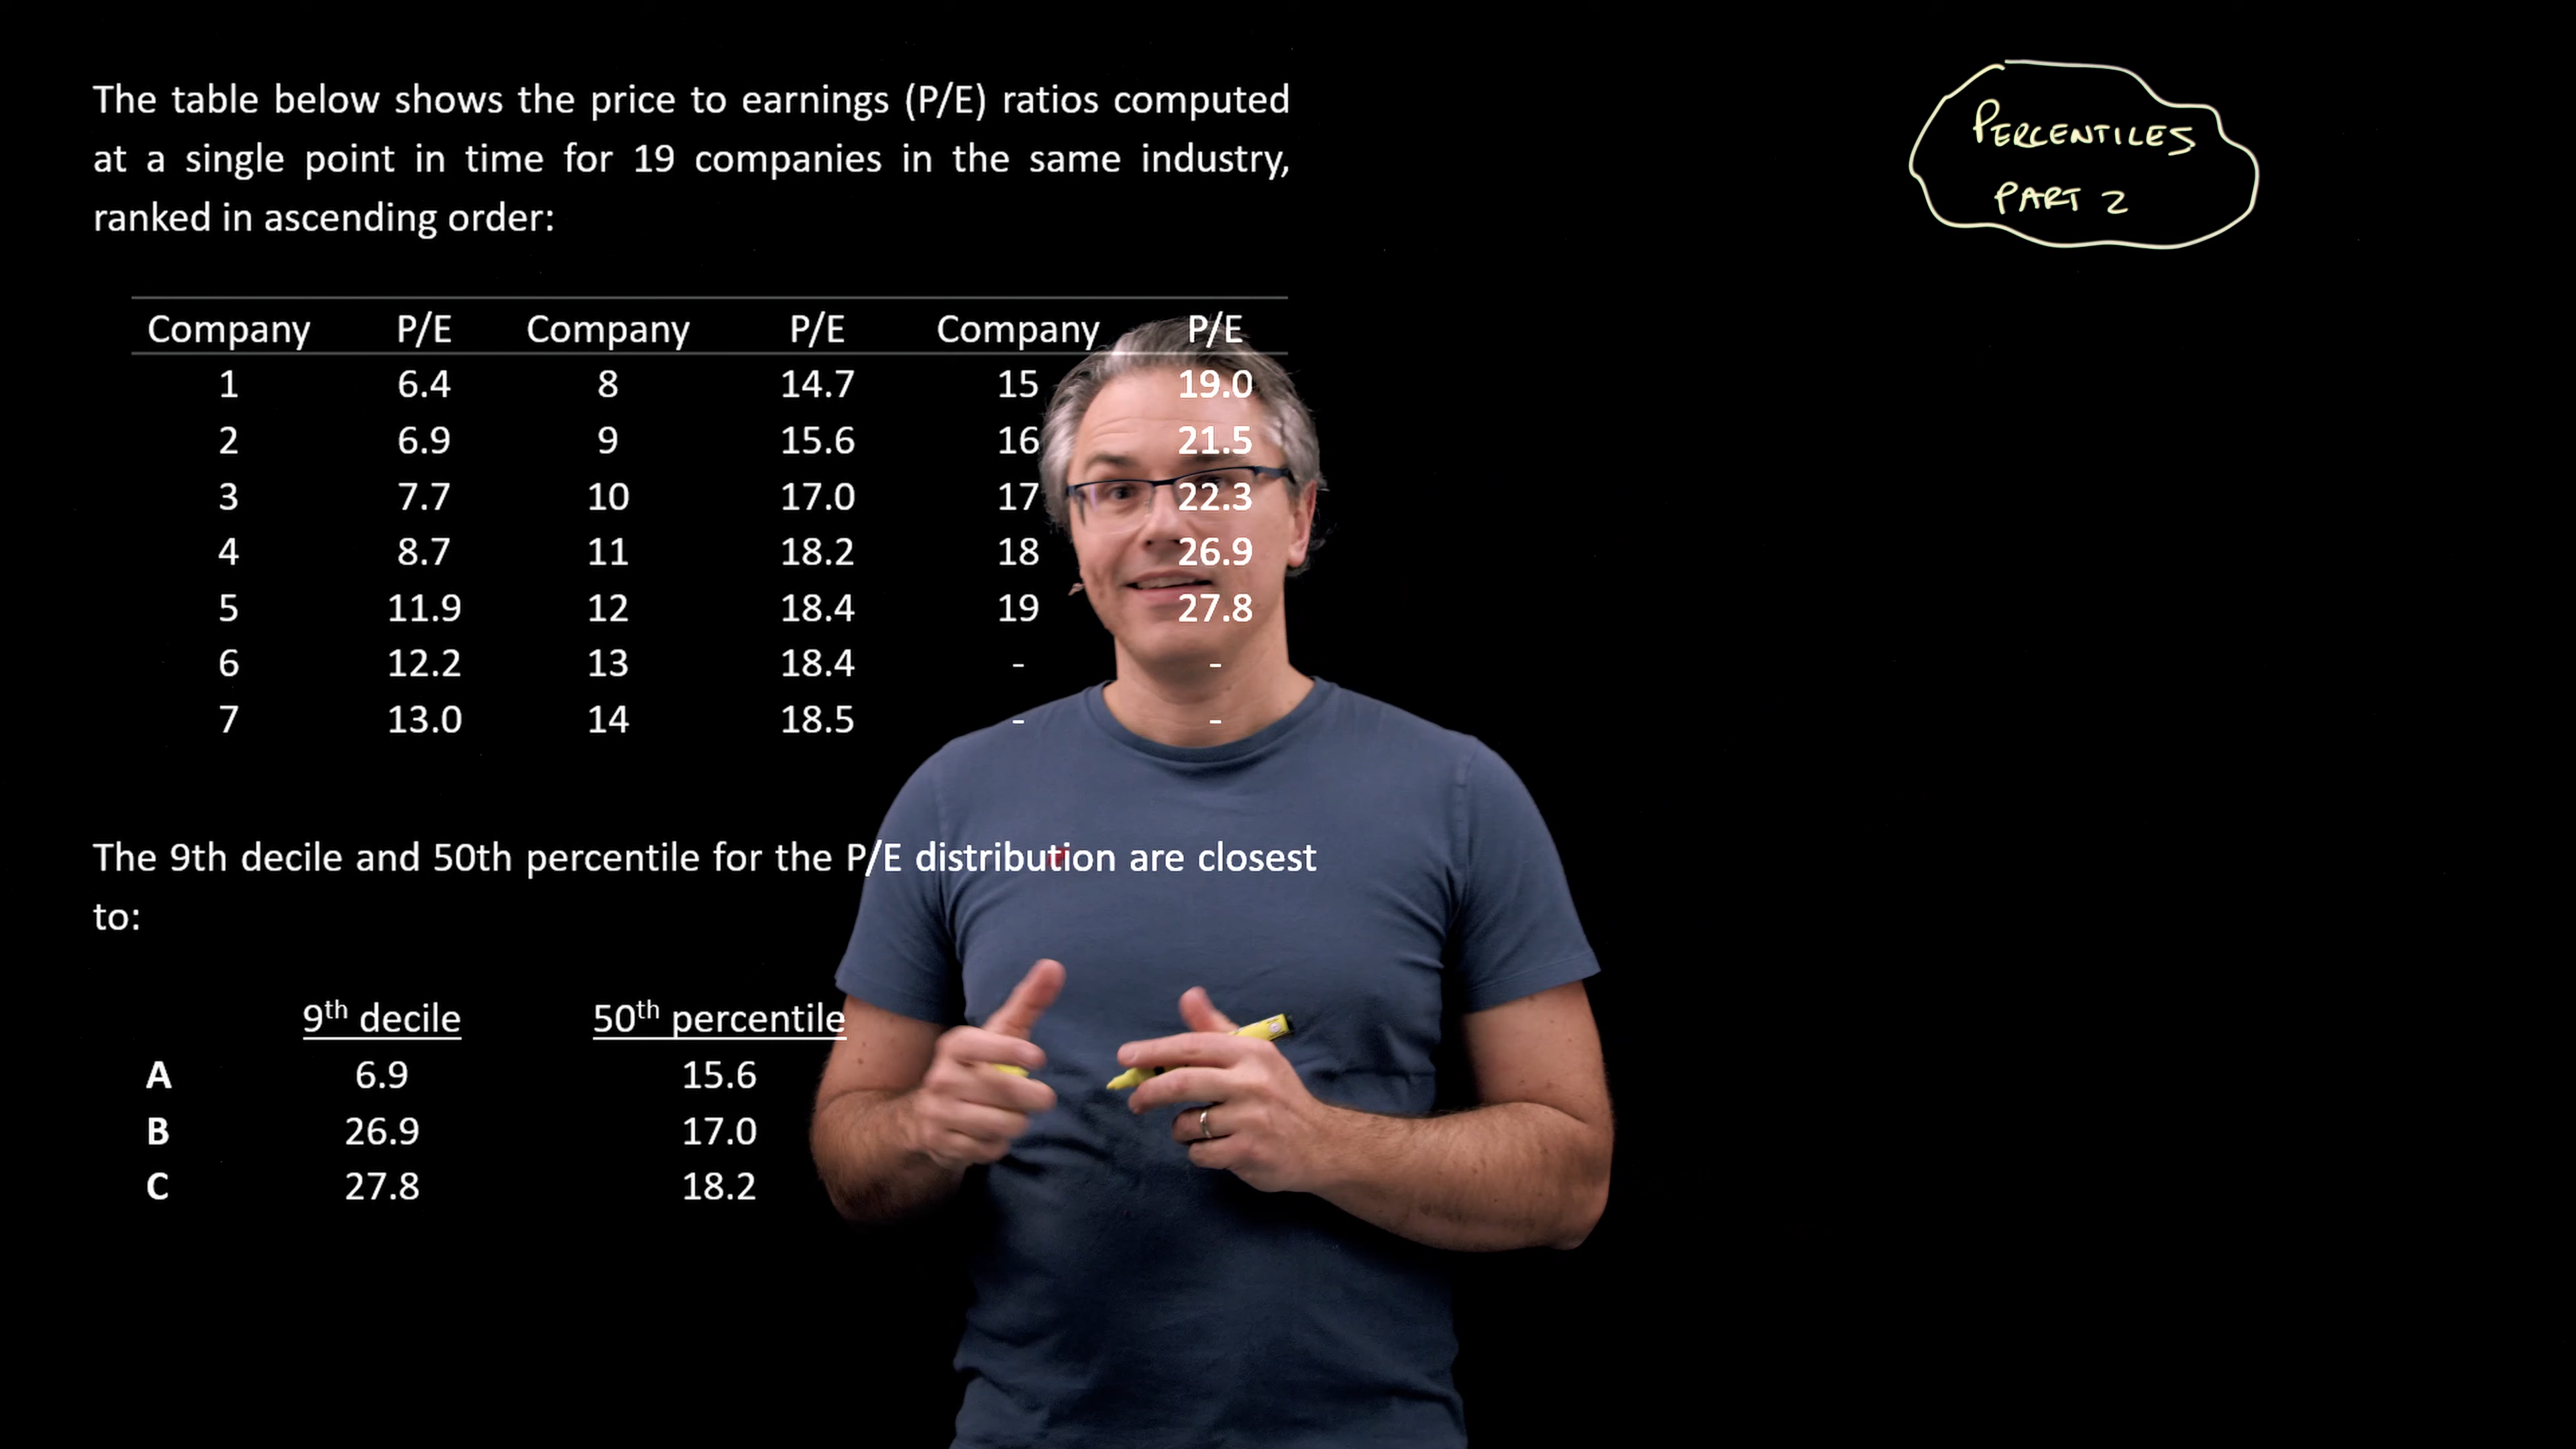 The table below shows the price to earnings (P/E) ratios computed
at a single point in time for 19 companies in the same industry,
ranked in ascending order:
PERCENTILES
PART 2
Company P/E Company P/E Company P/E
1 6.4 8 14.7 15 19.0
2 6.9 9 15.6 16 21.5
3 7.7 10 17.0 17 22.3
4 8.7 11 18.2 18 26.9
5 11.9 12 18.4 19 27.8
6 12.2 13 18.4 - -
7 13.0 14 18.5 - -
The 9th decile and 50th percentile for the P/E distribution are closest
to:
9th decile 50th percentile
A 6.9 15.6
B 26.9 17.0
C 27.8 18.2